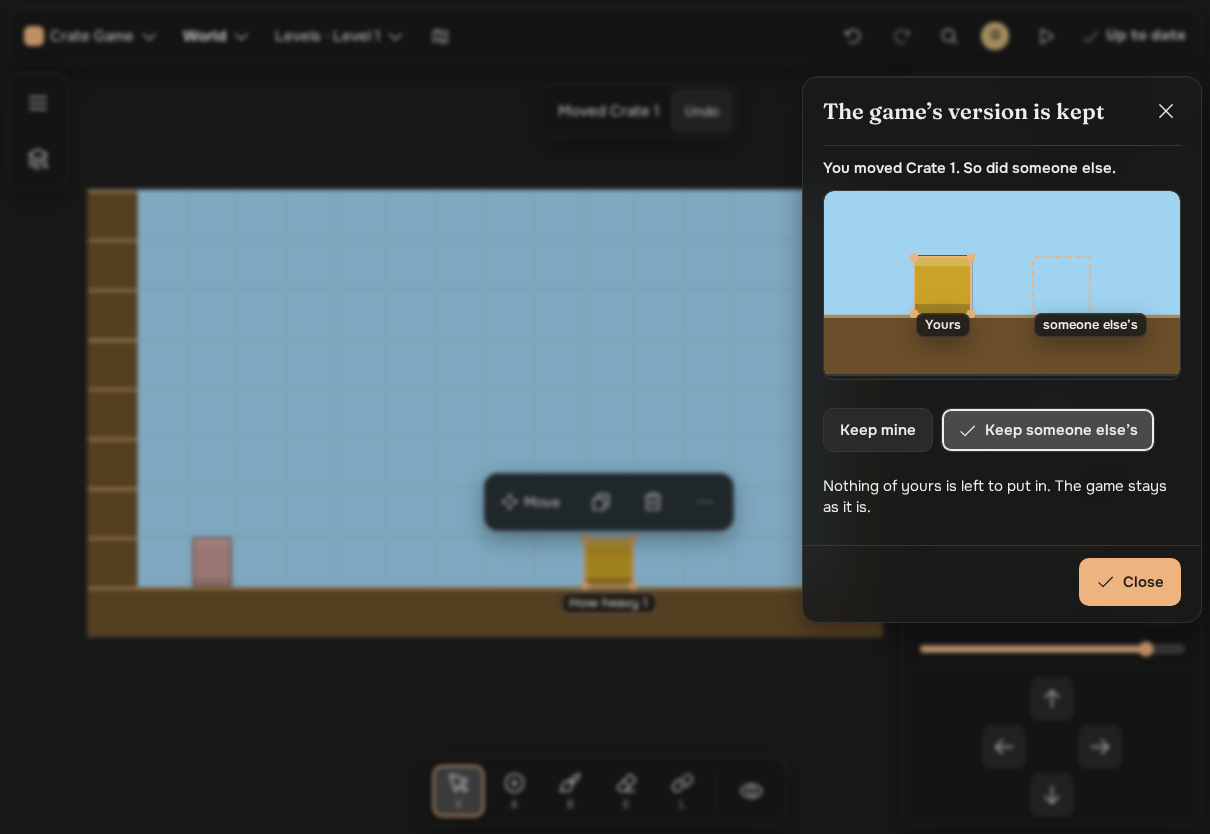 Crate Game
World
Levels · Level 1
Up to date
Moved Crate 1
Undo
The game’s version is kept
You moved Crate 1. So did someone else.
Yours
someone else’s
Keep mine
Keep someone else’s
Nothing of yours is left to put in. The game stays
as it is.
Close
Move
How heavy 1
B
E
L